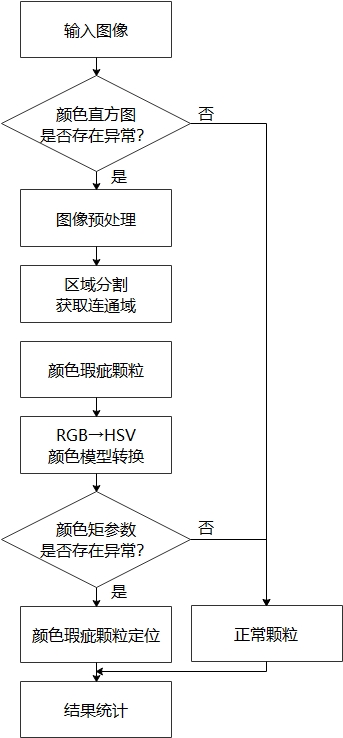 输入图像
颜色直方图
是否存在异常?
否
是
图像预处理
区域分割
获取连通域
颜色瑕疵颗粒
RGB→HSV
颜色模型转换
颜色矩参数
是否存在异常?
否
是
颜色瑕疵颗粒定位
正常颗粒
结果统计